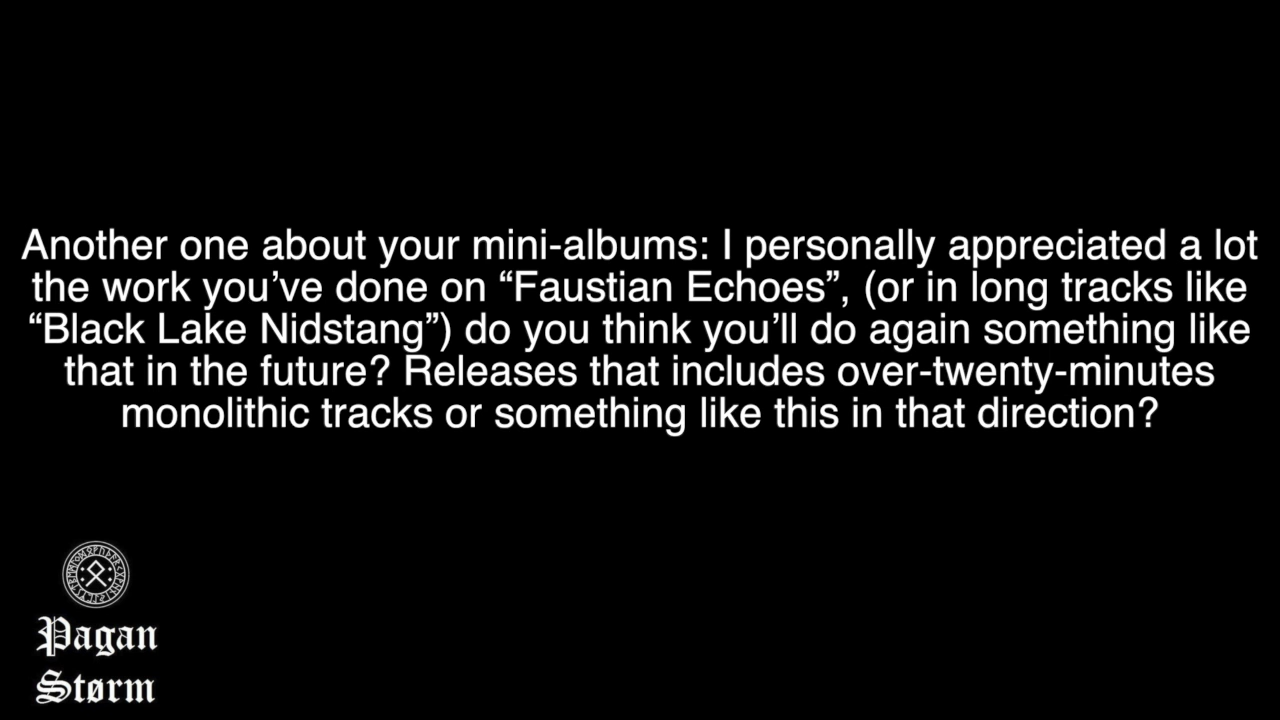 Another one about your mini-albums: I personally appreciated a lot
the work you’ve done on “Faustian Echoes”, (or in long tracks like
“Black Lake Nidstang”) do you think you’ll do again something like
that in the future? Releases that includes over-twenty-minutes
monolithic tracks or something like this in that direction?
Pagan
Størm